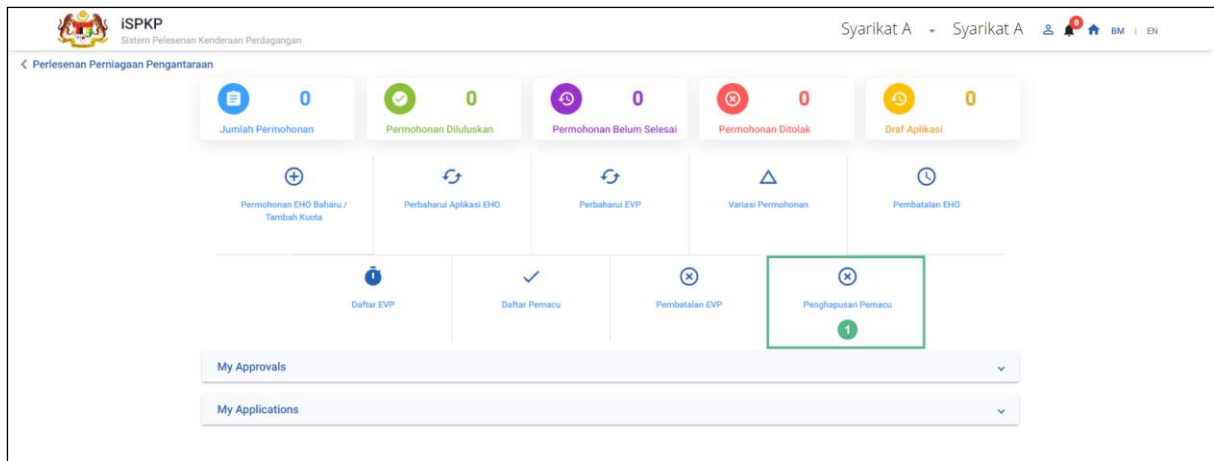 iSPKP
Sistem Pelesenan Kenderaan Perdagangan
Syarikat A
Syarikat A
0
BM | EN
Perlesenan Perniagaan Pengantaraan
0
Jumlah Permohonan
0
Permohonan Diluluskan
0
Permohonan Belum Selesai
0
Permohonan Ditolak
0
Draf Aplikasi
Permohonan EHO Baharu /
Tambah Kuota
Perbaharui Aplikasi EHO
Perbaharui EVP
Variasi Permohonan
Pembatalan EHO
Daftar EVP
Daftar Pemacu
Pembatalan EVP
Penghapusan Pemacu
1
My Approvals
My Applications